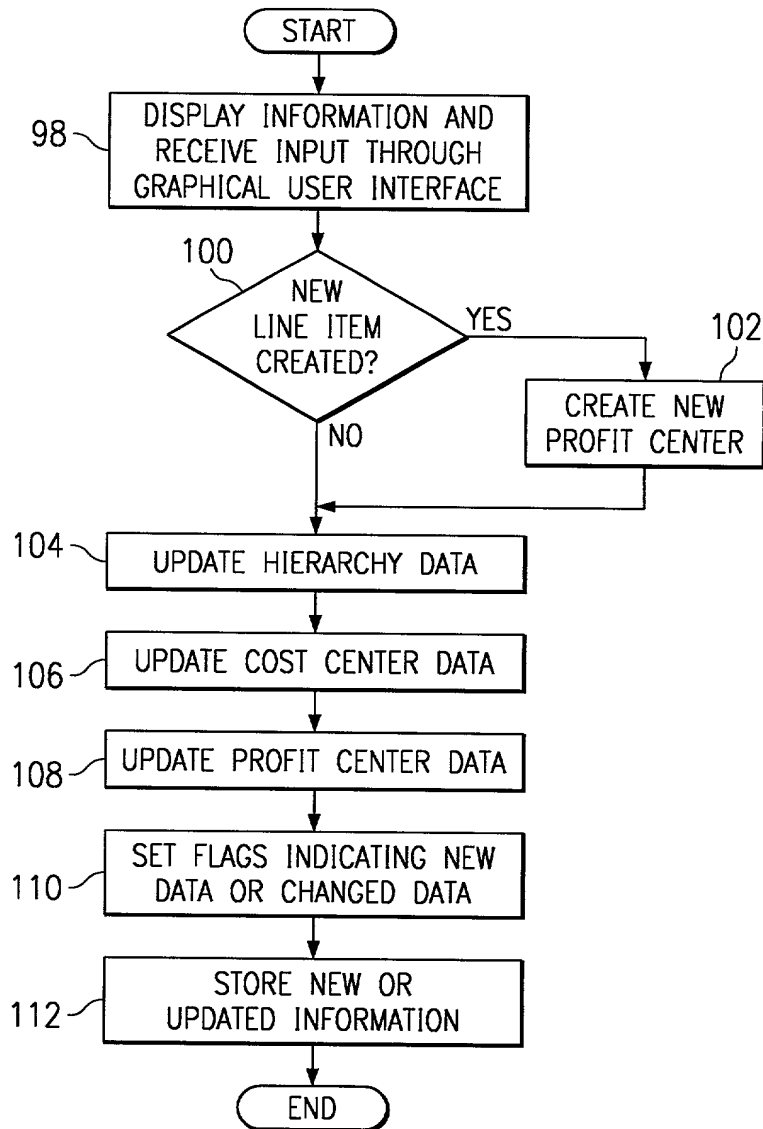 START
98
DISPLAY INFORMATION AND
RECEIVE INPUT THROUGH
GRAPHICAL USER INTERFACE
100
NEW
LINE ITEM
CREATED?
YES
102
CREATE NEW
PROFIT CENTER
NO
104
UPDATE HIERARCHY DATA
106
UPDATE COST CENTER DATA
108
UPDATE PROFIT CENTER DATA
110
SET FLAGS INDICATING NEW
DATA OR CHANGED DATA
112
STORE NEW OR
UPDATED INFORMATION
END